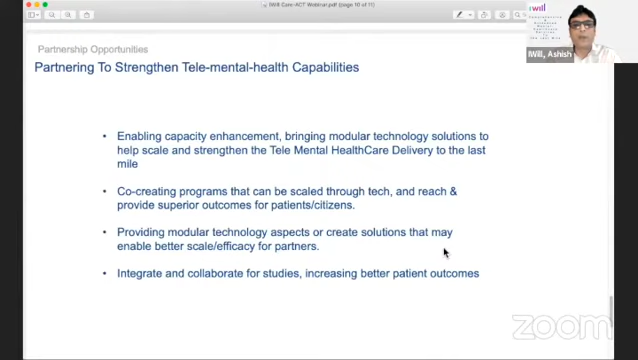 IWill Care-ACT Webinar.pdf (page 10 of 11)
iwill
IWill, Ashish
Partnership Opportunities
Partnering To Strengthen Tele-mental-health Capabilities
• Enabling capacity enhancement, bringing modular technology solutions to
help scale and strengthen the Tele Mental HealthCare Delivery to the last
mile
• Co-creating programs that can be scaled through tech, and reach &
provide superior outcomes for patients/citizens.
• Providing modular technology aspects or create solutions that may
enable better scale/efficacy for partners.
• Integrate and collaborate for studies, increasing better patient outcomes
zoom